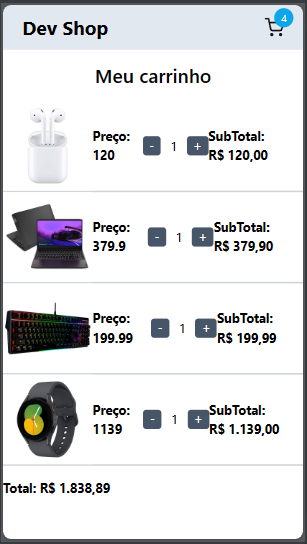 Dev Shop
4
Meu carrinho
Preço: SubTotal:
120 - 1 + R$ 120,00
Preço: SubTotal:
379.9 - 1 + R$ 379,90
Preço: SubTotal:
199.99 - 1 + R$ 199,99
Preço: SubTotal:
1139 - 1 + R$ 1.139,00
Total: R$ 1.838,89